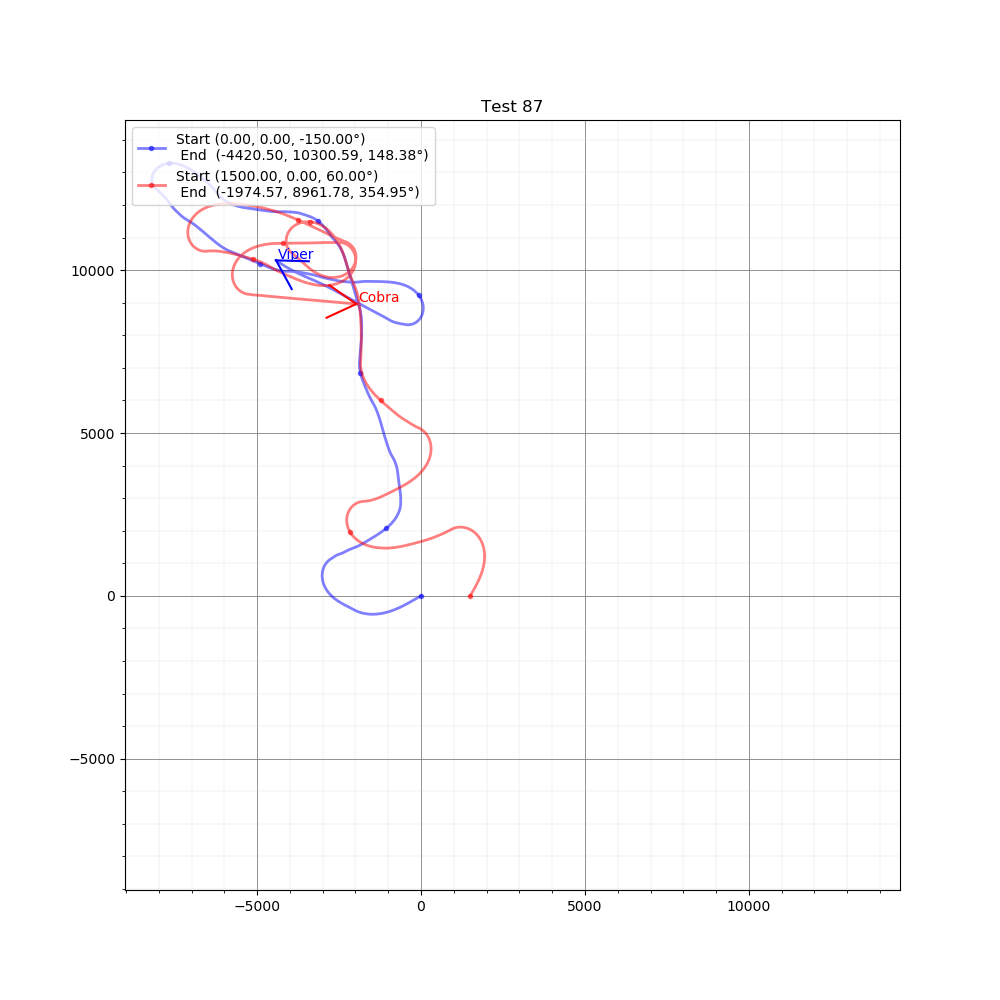 Test 87
Start (0.00, 0.00, -150.00°)
End (-4420.50, 10300.59, 148.38°)
Start (1500.00, 0.00, 60.00°)
End (-1974.57, 8961.78, 354.95°)
10000
Viper
Cobra
5000
0
−5000
−5000
0
5000
10000